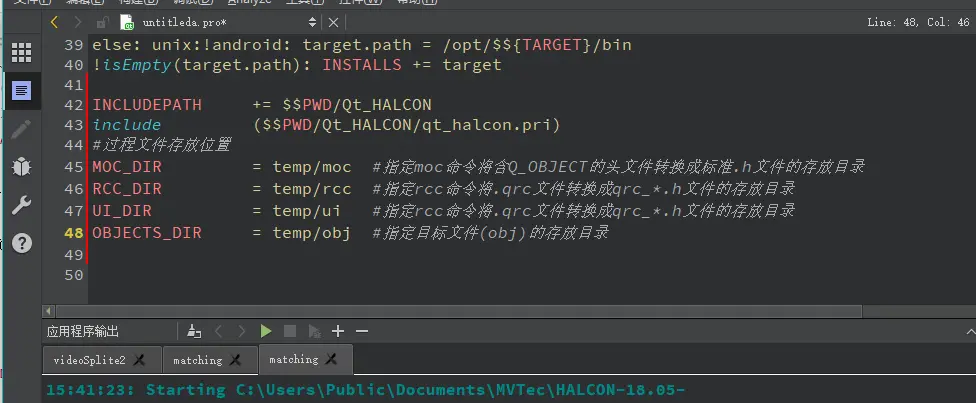 untitleda.pro*
Line: 48, Col: 46
39 else: unix:!android: target.path = /opt/$${TARGET}/bin
40 !isEmpty(target.path): INSTALLS += target
41
42 INCLUDEPATH += $$PWD/Qt_HALCON
43 include ($$PWD/Qt_HALCON/qt_halcon.pri)
44 #过程文件存放位置
45 MOC_DIR = temp/moc #指定moc命令将含Q_OBJECT的头文件转换成标准.h文件的存放目录
46 RCC_DIR = temp/rcc #指定rcc命令将.qrc文件转换成qrc_*.h文件的存放目录
47 UI_DIR = temp/ui #指定rcc命令将.qrc文件转换成qrc_*.h文件的存放目录
48 OBJECTS_DIR = temp/obj #指定目标文件(obj)的存放目录
49
50
应用程序输出
videoSplite2 matching matching
15:41:23: Starting C:\Users\Public\Documents\MVTec\HALCON-18.05-